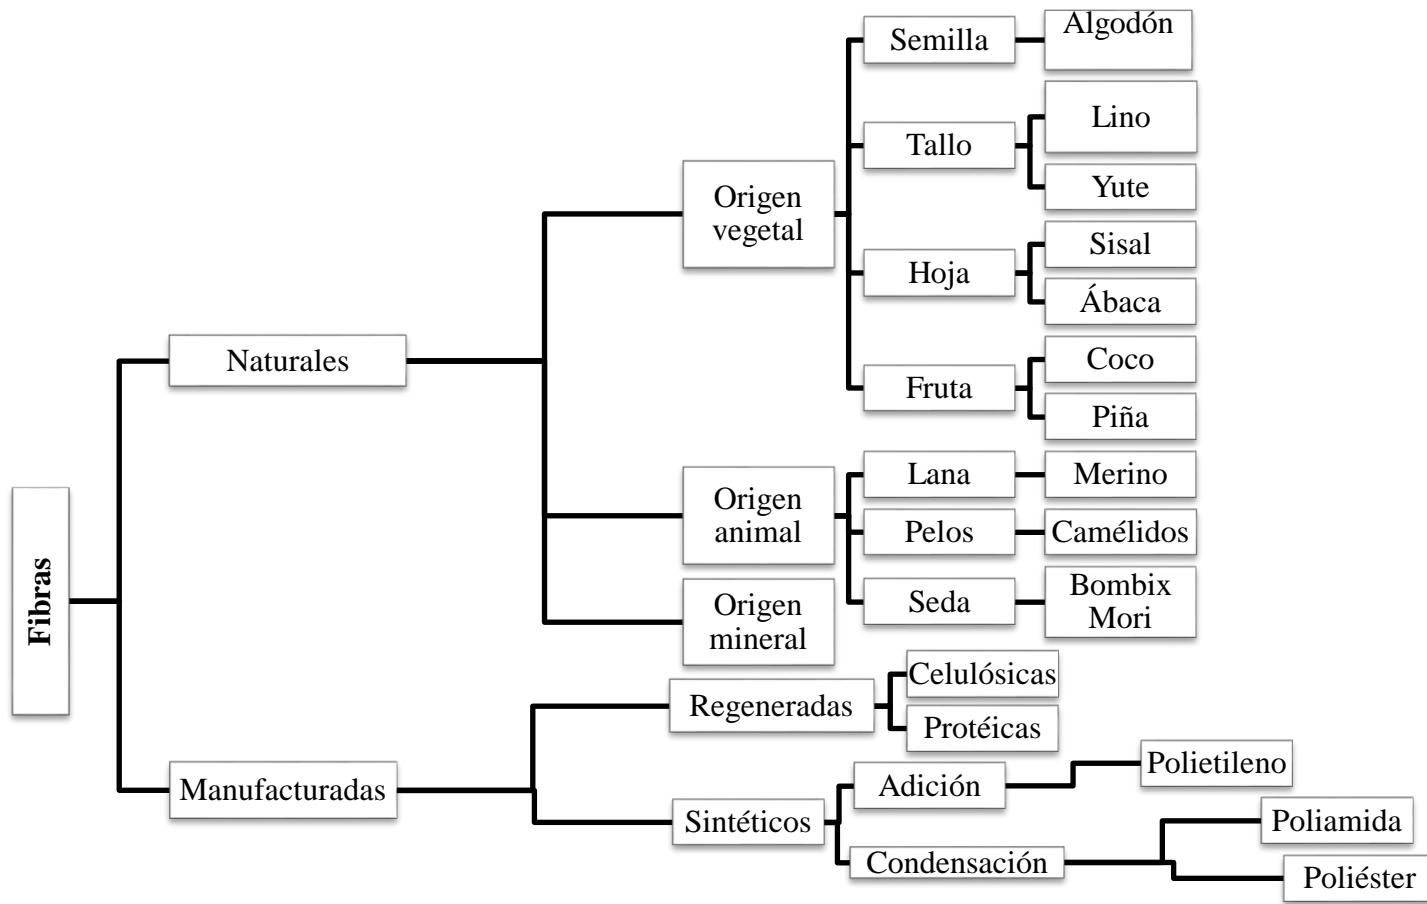 Fibras
Naturales
Origen
vegetal
Semilla
Algodón
Tallo
Lino
Yute
Hoja
Sisal
Ábaca
Fruta
Coco
Piña
Origen
animal
Lana
Merino
Pelos
Camélidos
Seda
Bombix
Mori
Origen
mineral
Manufacturadas
Regeneradas
Celulósicas
Protéicas
Sintéticos
Adición
Polietileno
Condensación
Poliamida
Poliéster